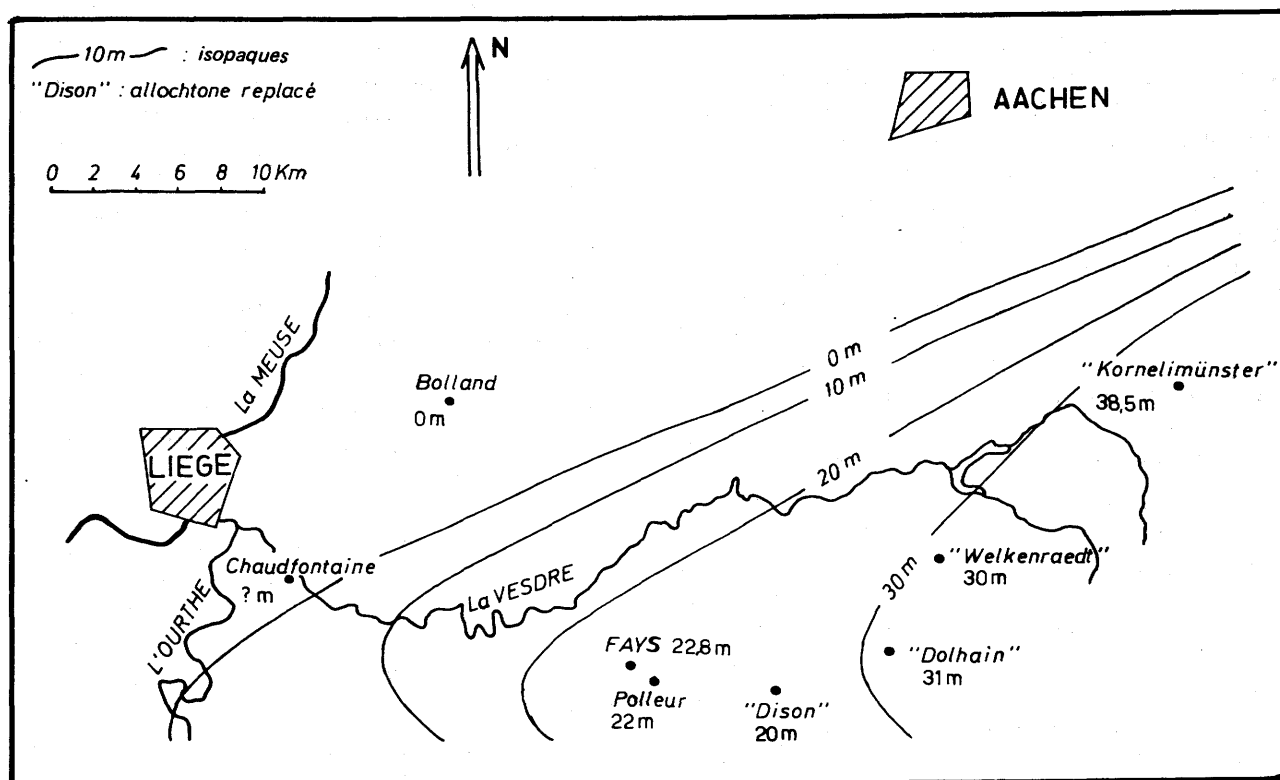 10m : isopaques
"Dison" : allochtone replacé
0 2 4 6 8 10 Km
N
AACHEN
La MEUSE
Bolland
0m
LIEGE
0 m
10 m
"Kornelimünster"
38,5m
20 m
Chaudfontaine
? m
L'OURTHE
La VESDRE
30 m
"Welkenraedt"
30m
FAYS 22,8m
Polleur
22m
"Dison"
20m
"Dolhain"
31m